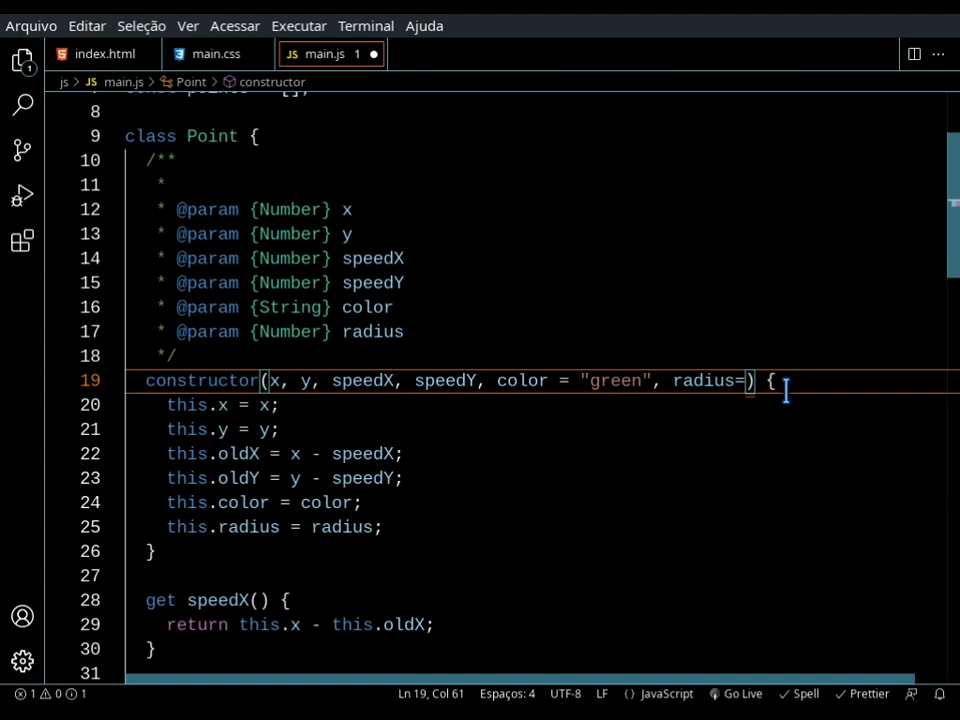 Arquivo Editar Seleção Ver Acessar Executar Terminal Ajuda
index.html main.css JS main.js 1
js > JS main.js > Point > constructor
8
9 class Point {
10 /**
11 *
12 * @param {Number} x
13 * @param {Number} y
14 * @param {Number} speedX
15 * @param {Number} speedY
16 * @param {String} color
17 * @param {Number} radius
18 */
19 constructor(x, y, speedX, speedY, color = "green", radius=) {
20 this.x = x;
21 this.y = y;
22 this.oldX = x - speedX;
23 this.oldY = y - speedY;
24 this.color = color;
25 this.radius = radius;
26 }
27
28 get speedX() {
29 return this.x - this.oldX;
30 }
31
1 0 1 Ln 19, Col 61 Espaços: 4 UTF-8 LF {} JavaScript Go Live Spell Prettier